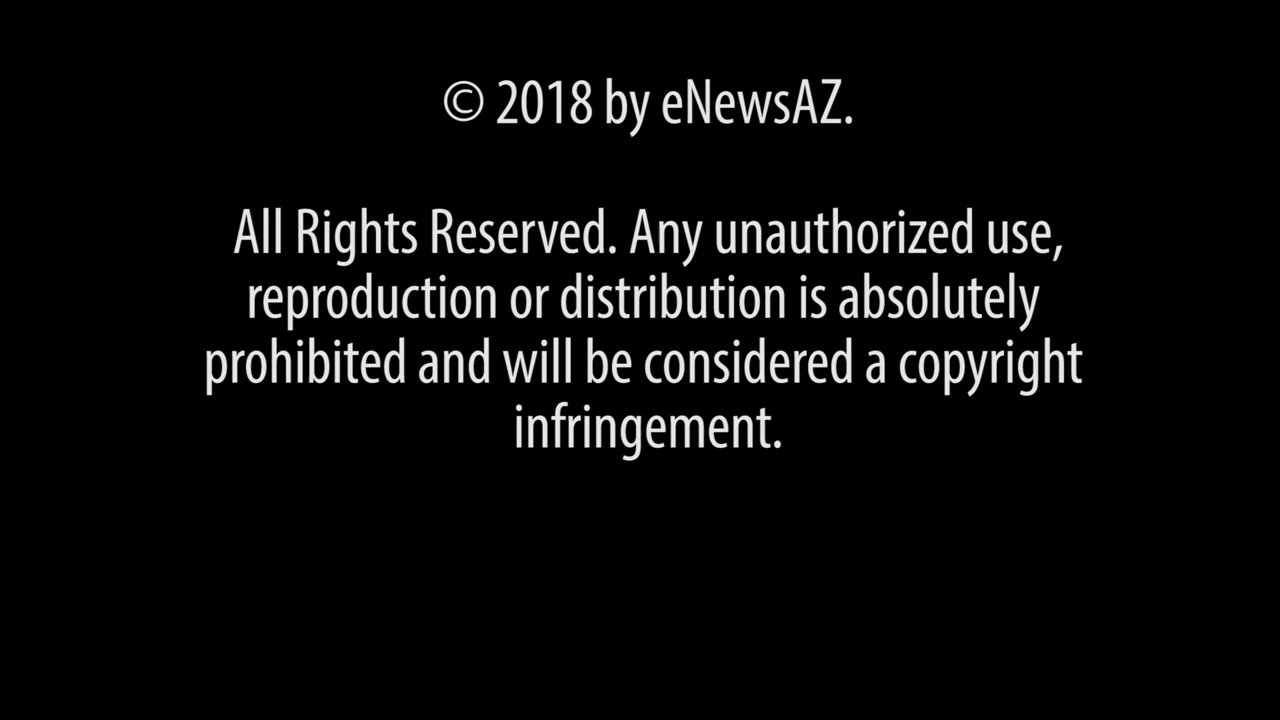 © 2018 by eNewsAZ.
All Rights Reserved. Any unauthorized use,
reproduction or distribution is absolutely
prohibited and will be considered a copyright
infringement.